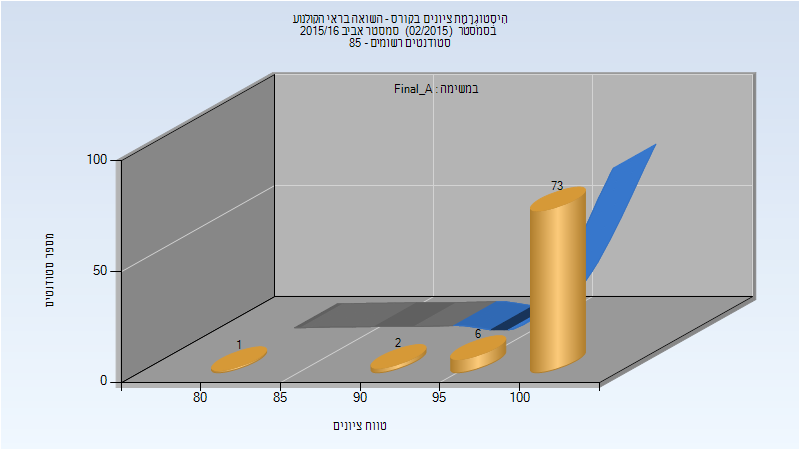 היסטוגרמת ציונים בקורס - השואה בראי הקולנוע
בסמסטר (02/2015) סמסטר אביב 2015/16
סטודנטים רשומים - 85
במשימה : Final_A
מספר סטודנטים
100
50
0
1
2
6
73
80
85
90
95
100
טווח ציונים